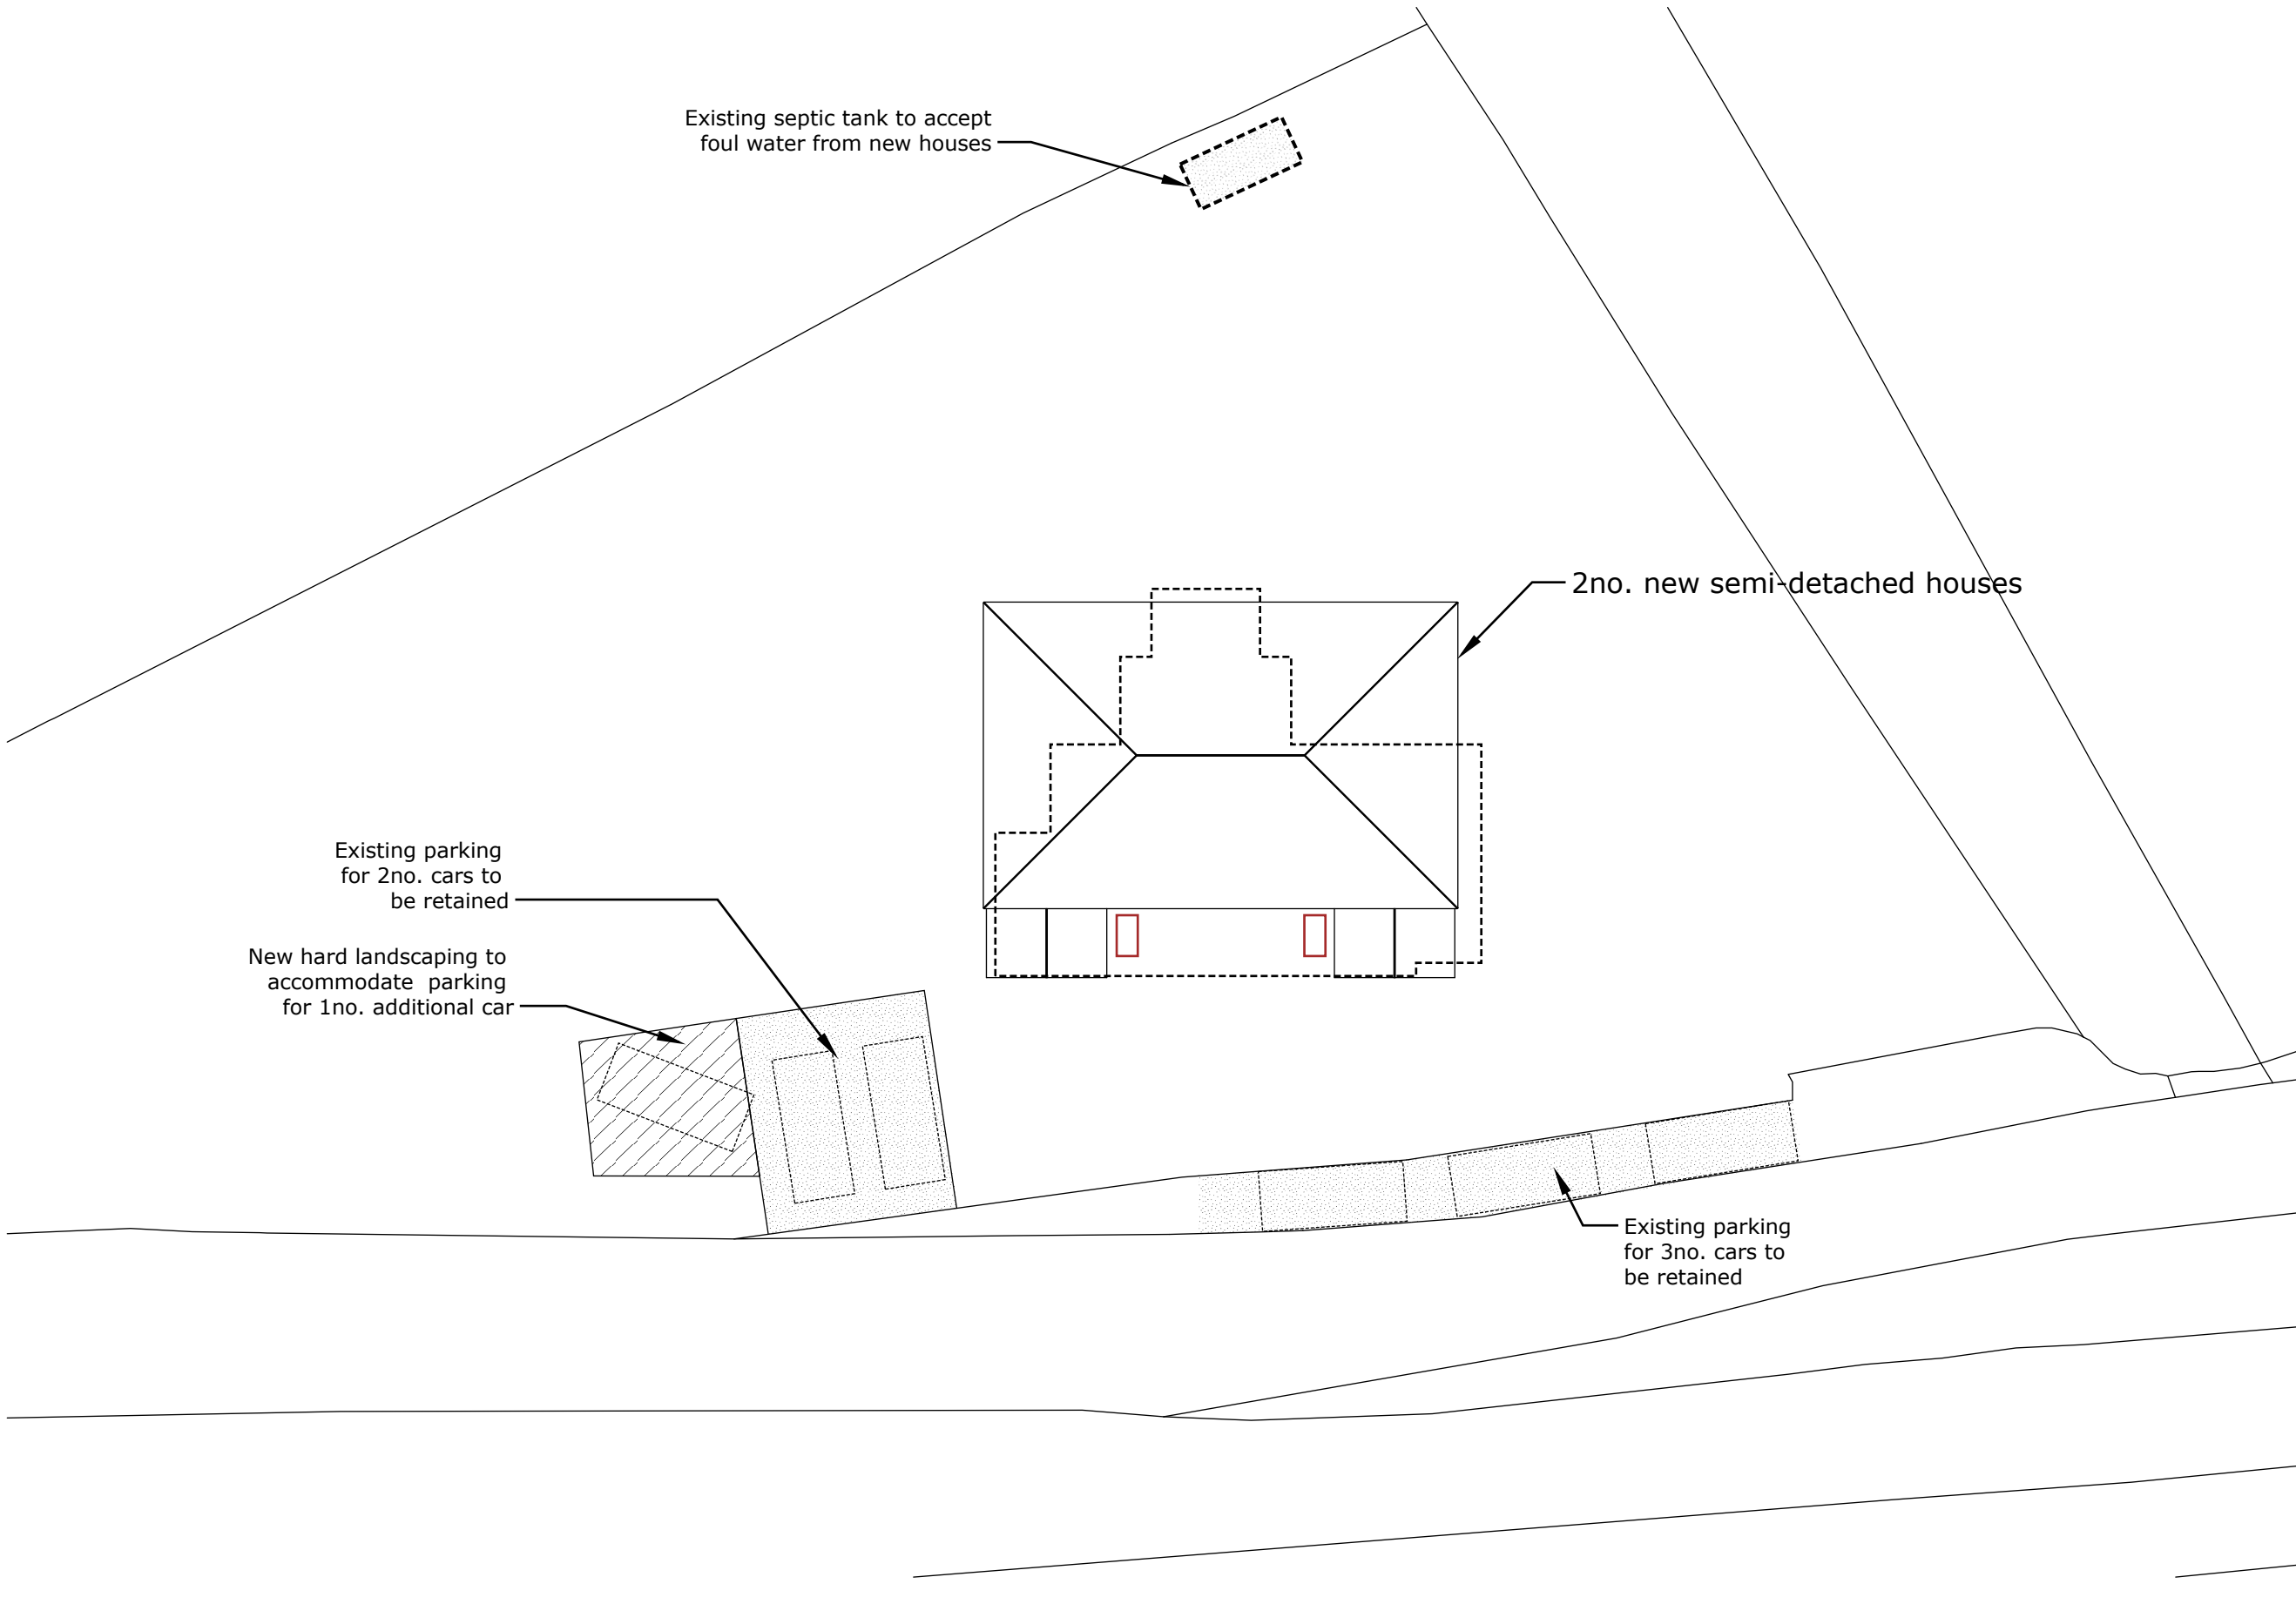 Existing septic tank to accept
foul water from new houses
2no. new semi-detached houses
Existing parking
for 2no. cars to
be retained
New hard landscaping to
accommodate  parking
for 1no. additional car
Existing parking
for 3no. cars to
be retained